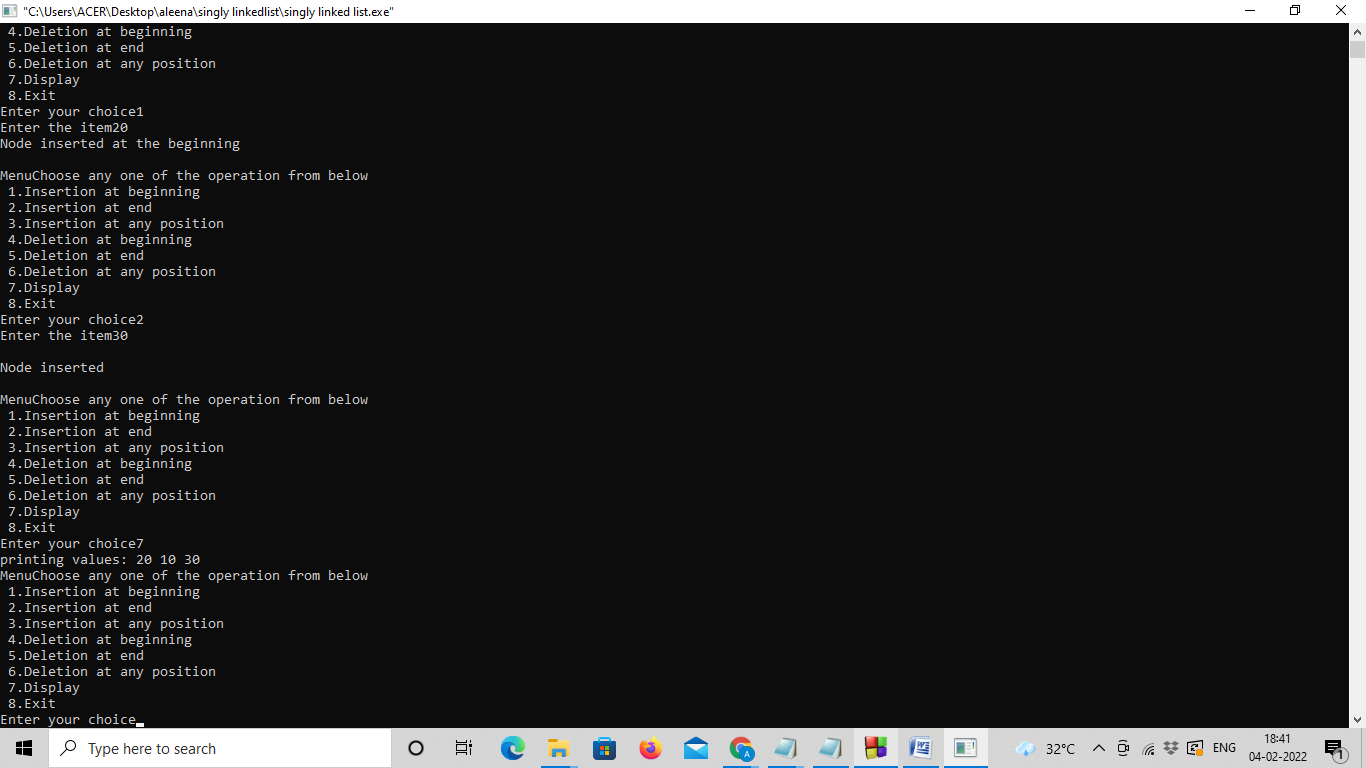 "C:\Users\ACER\Desktop\aleena\singly linkedlist\singly linked list.exe"
4.Deletion at beginning
5.Deletion at end
6.Deletion at any position
7.Display
8.Exit
Enter your choice1
Enter the item20
Node inserted at the beginning
MenuChoose any one of the operation from below
1.Insertion at beginning
2.Insertion at end
3.Insertion at any position
4.Deletion at beginning
5.Deletion at end
6.Deletion at any position
7.Display
8.Exit
Enter your choice2
Enter the item30
Node inserted
MenuChoose any one of the operation from below
1.Insertion at beginning
2.Insertion at end
3.Insertion at any position
4.Deletion at beginning
5.Deletion at end
6.Deletion at any position
7.Display
8.Exit
Enter your choice7
printing values: 20 10 30
MenuChoose any one of the operation from below
1.Insertion at beginning
2.Insertion at end
3.Insertion at any position
4.Deletion at beginning
5.Deletion at end
6.Deletion at any position
7.Display
8.Exit
Enter your choice
Type here to search
A
W
32°C
ENG
18:41
04-02-2022
1